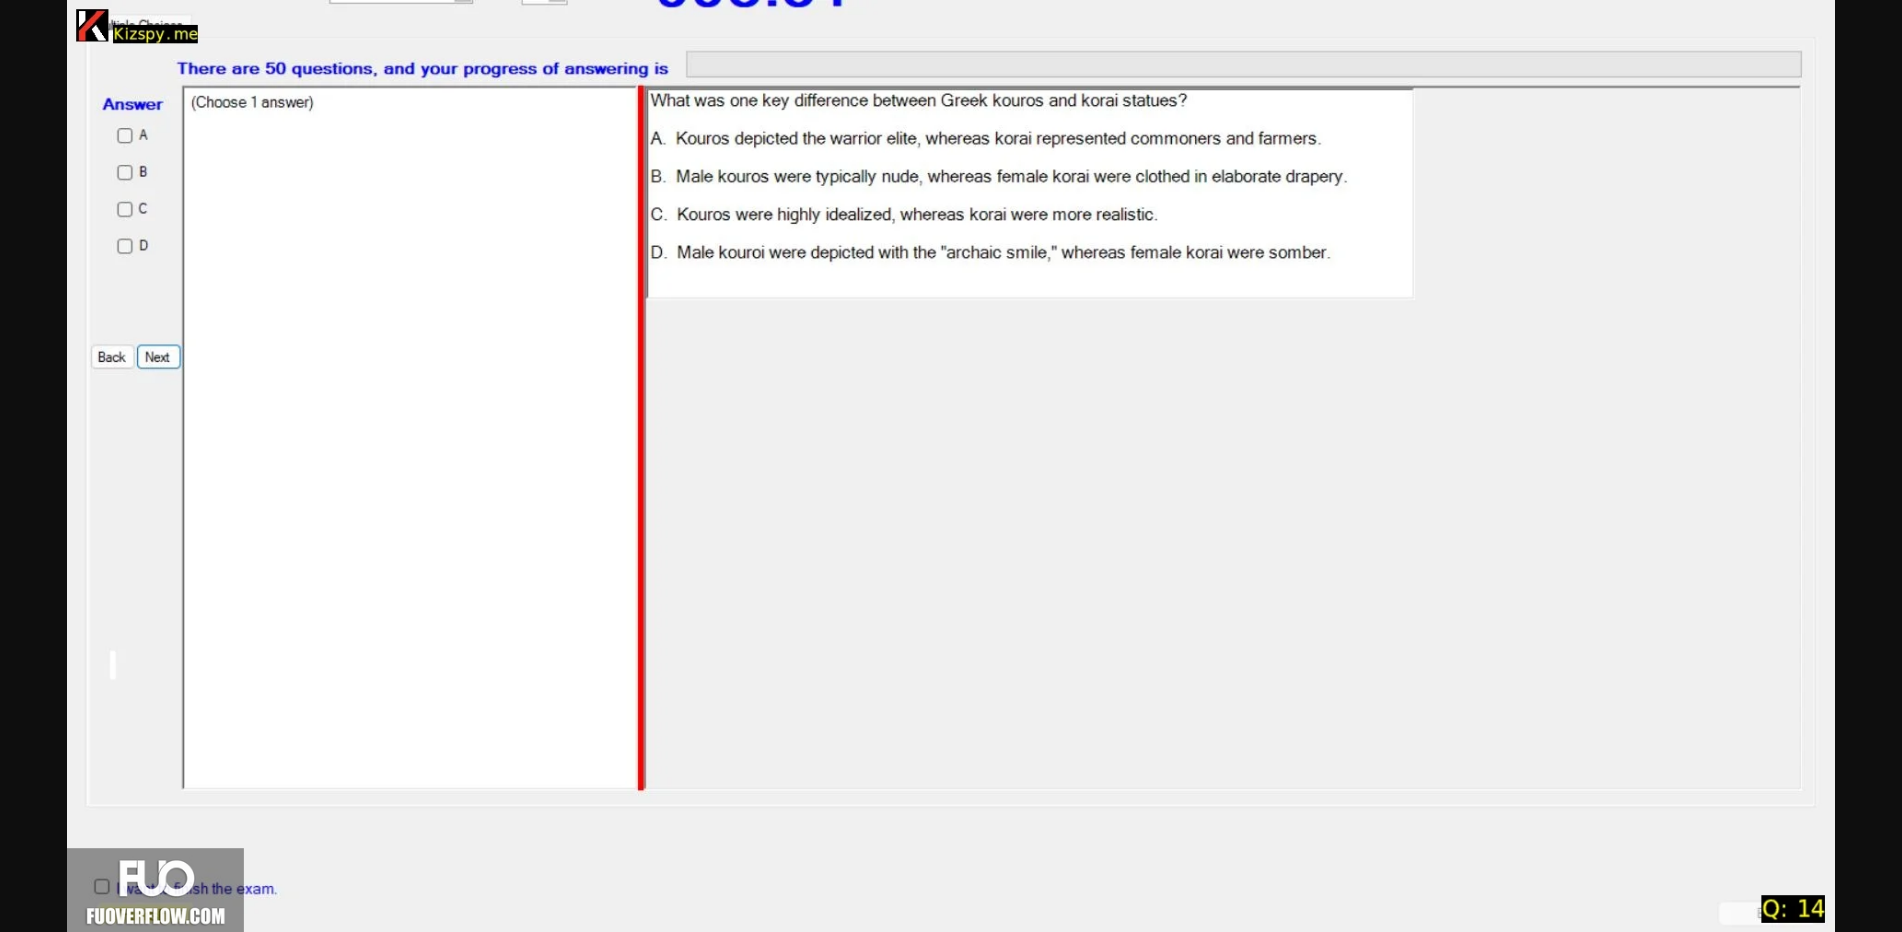 Kizspy.me
There are 50 questions, and your progress of answering is
Answer
(Choose 1 answer)
A
B
C
D
What was one key difference between Greek kouros and korai statues?
A. Kouros depicted the warrior elite, whereas korai represented commoners and farmers.
B. Male kouros were typically nude, whereas female korai were clothed in elaborate drapery.
C. Kouros were highly idealized, whereas korai were more realistic.
D. Male kouroi were depicted with the "archaic smile," whereas female korai were somber.
Back Next
FUO
the exam.
FUOVERFLOW.COM
Q: 14